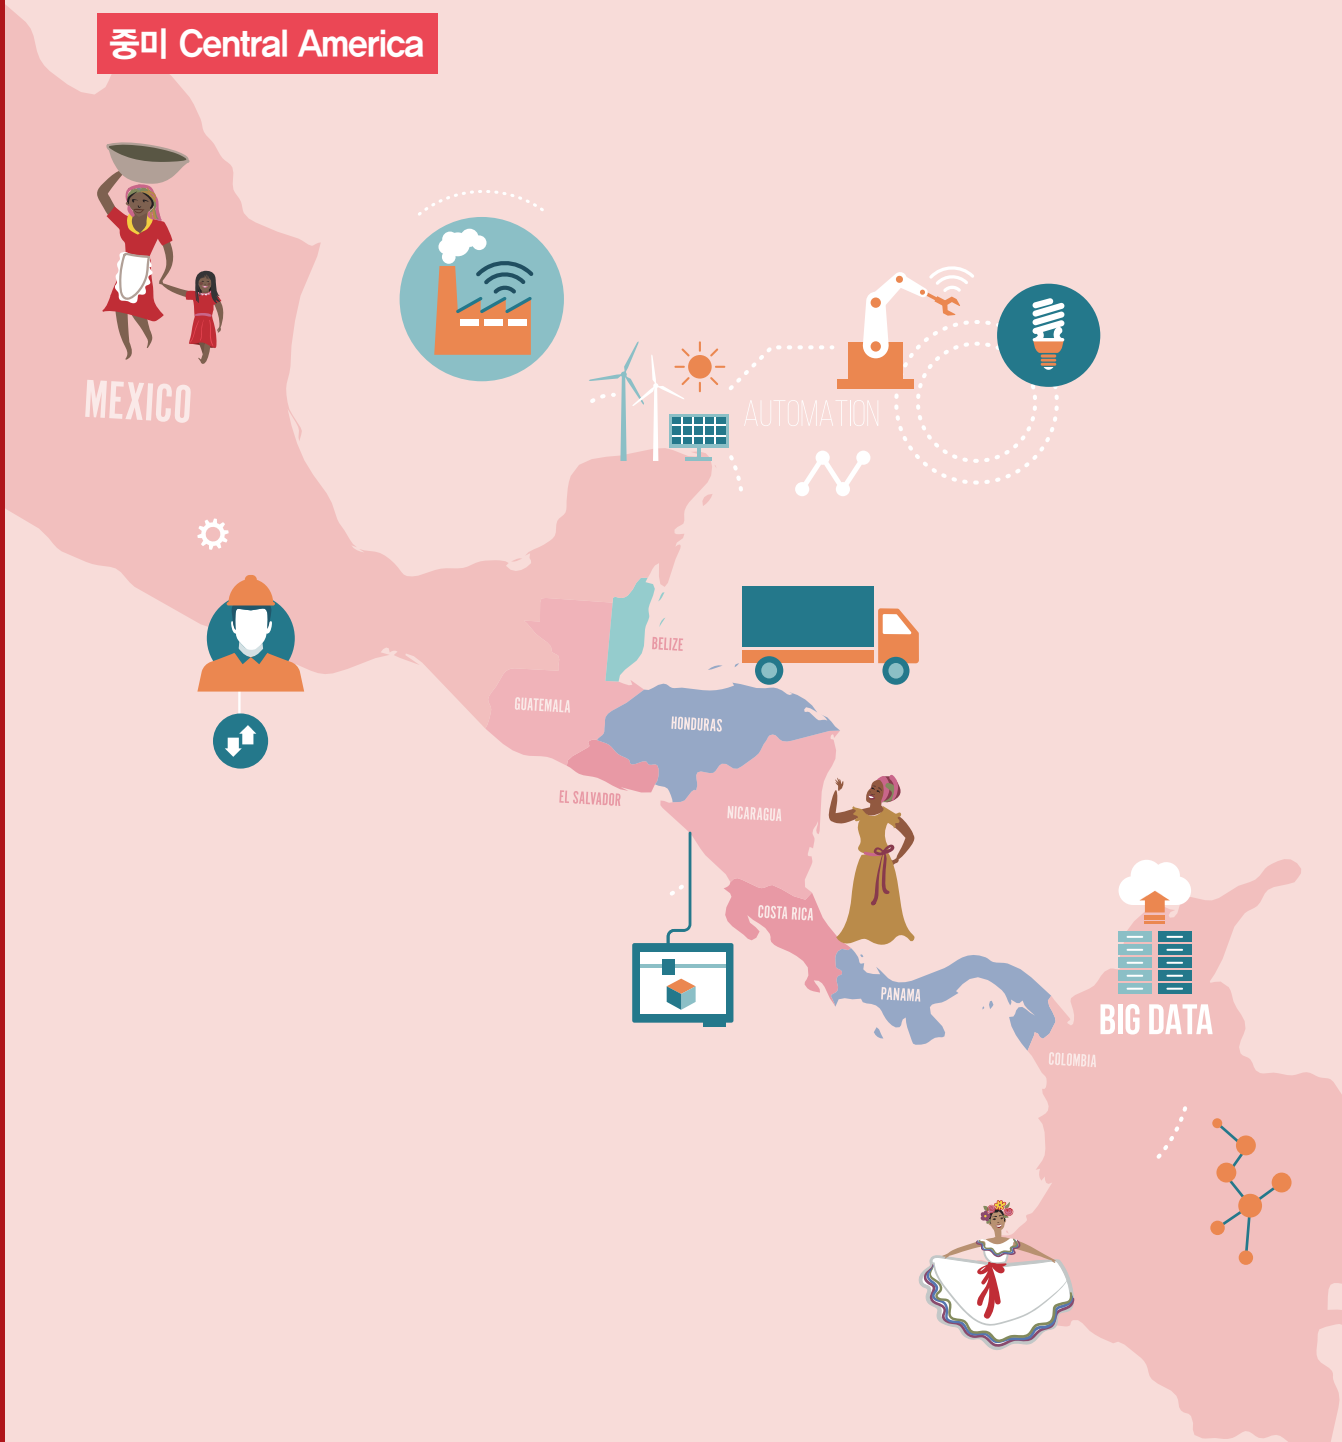 중미 Central America
MEXICO
AUTOMATION
BELIZE
GUATEMALA
HONDURAS
EL SALVADOR
NICARAGUA
COSTA RICA
PANAMA
BIG DATA
COLOMBIA